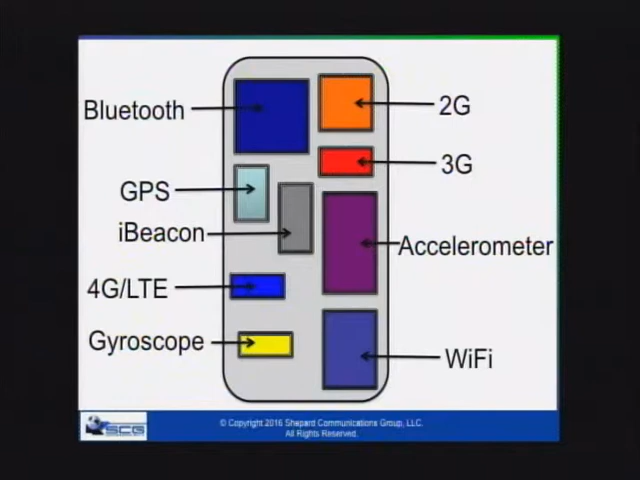 Bluetooth
2G
3G
GPS
iBeacon
Accelerometer
4G/LTE
Gyroscope
WiFi
SCG
© Copyright 2016 Shepard Communications Group, LLC.
All Rights Reserved.